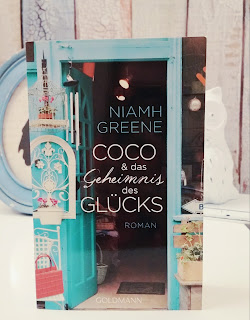 NIAMH
GREENE
COCO
& das
Geheimnis
des
GLÜCKS
ROMAN
GOLDMANN